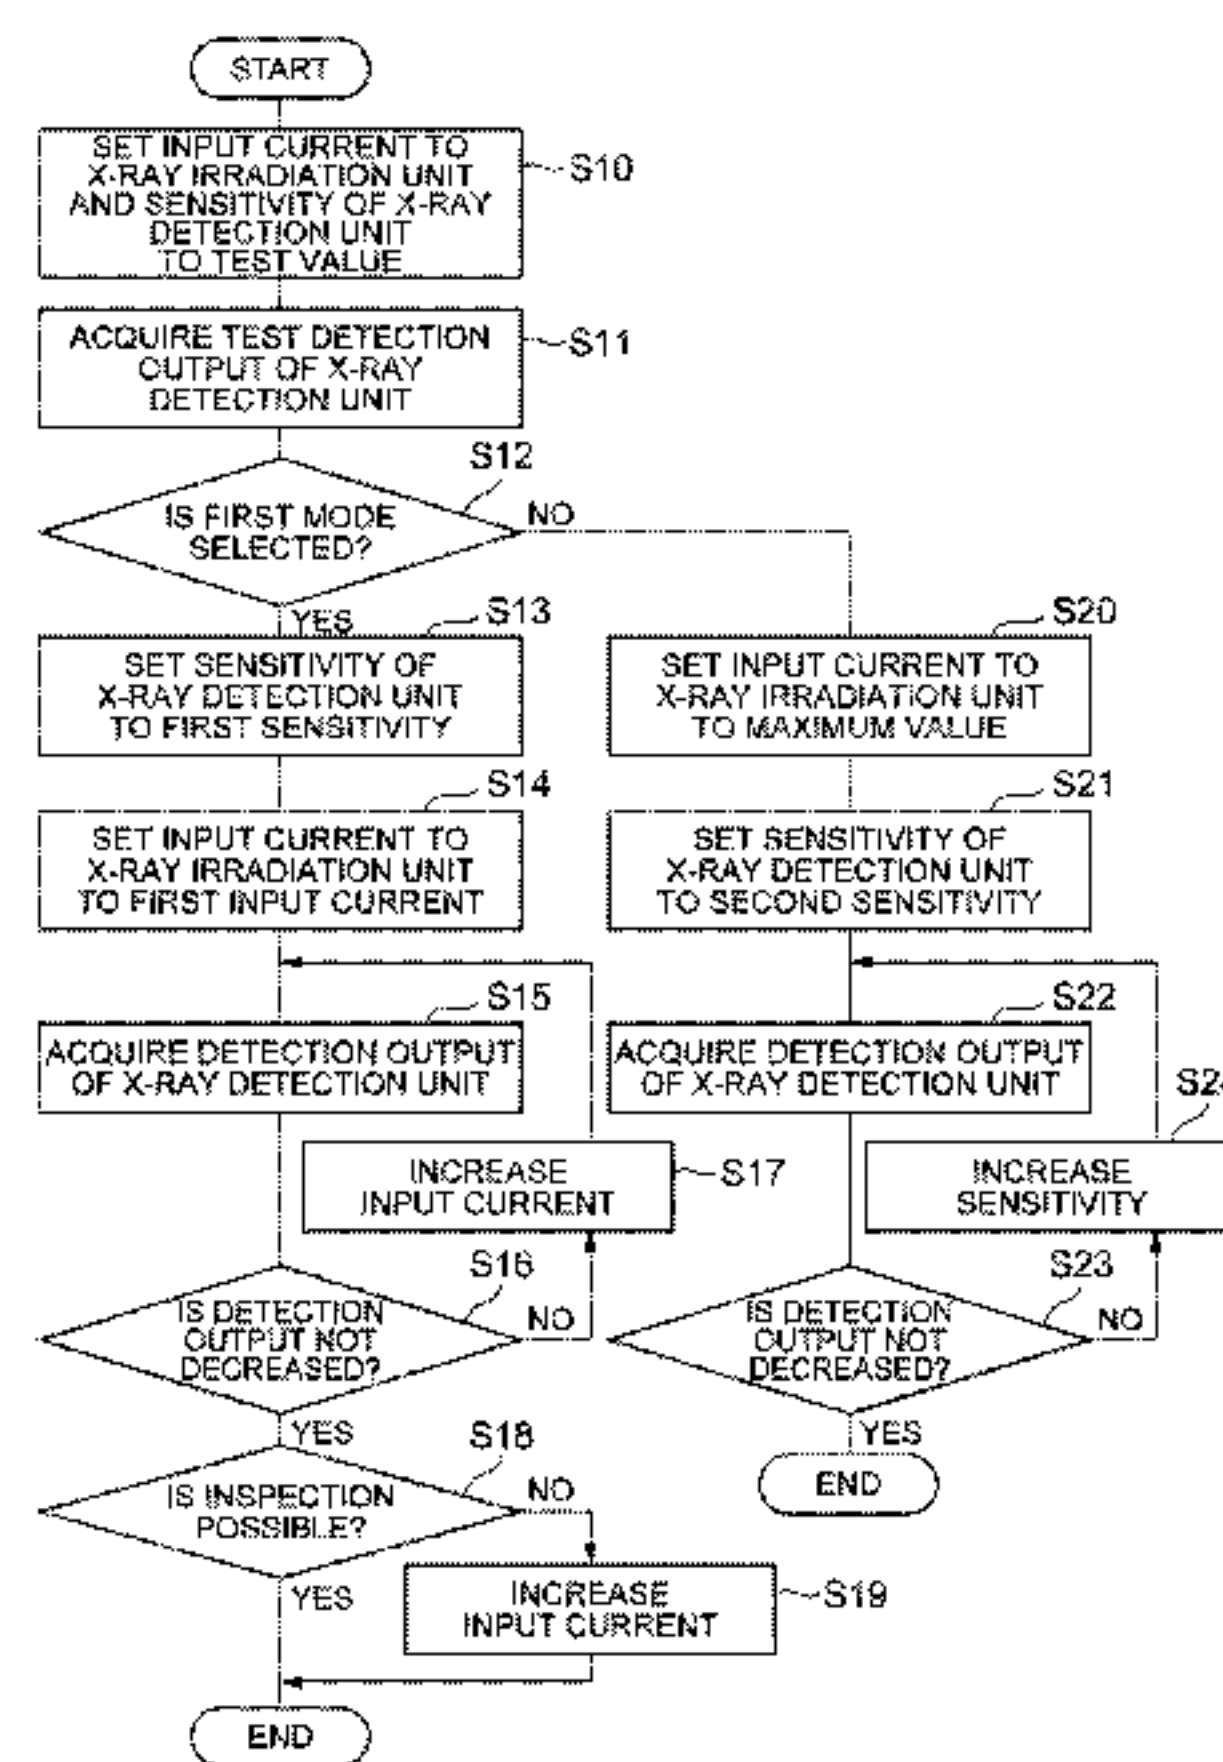 START
SET INPUT CURRENT TO
X-RAY IRRADIATION UNIT
AND SENSITIVITY OF X-RAY
DETECTION UNIT
TO TEST VALUE
S10
ACQUIRE TEST DETECTION
OUTPUT OF X-RAY
DETECTION UNIT
S11
S12
IS FIRST MODE
SELECTED?
NO
YES
S13
SET SENSITIVITY OF
X-RAY DETECTION UNIT
TO FIRST SENSITIVITY
S14
SET INPUT CURRENT TO
X-RAY IRRADIATION UNIT
TO FIRST INPUT CURRENT
S15
ACQUIRE DETECTION OUTPUT
OF X-RAY DETECTION UNIT
INCREASE
INPUT CURRENT
S17
S16
IS DETECTION
OUTPUT NOT
DECREASED?
NO
YES
S18
IS INSPECTION
POSSIBLE?
NO
YES
INCREASE
INPUT CURRENT
S19
END
S20
SET INPUT CURRENT TO
X-RAY IRRADIATION UNIT
TO MAXIMUM VALUE
S21
SET SENSITIVITY OF
X-RAY DETECTION UNIT
TO SECOND SENSITIVITY
S22
ACQUIRE DETECTION OUTPUT
OF X-RAY DETECTION UNIT
INCREASE
SENSITIVITY
S23
IS DETECTION
OUTPUT NOT
DECREASED?
NO
YES
END